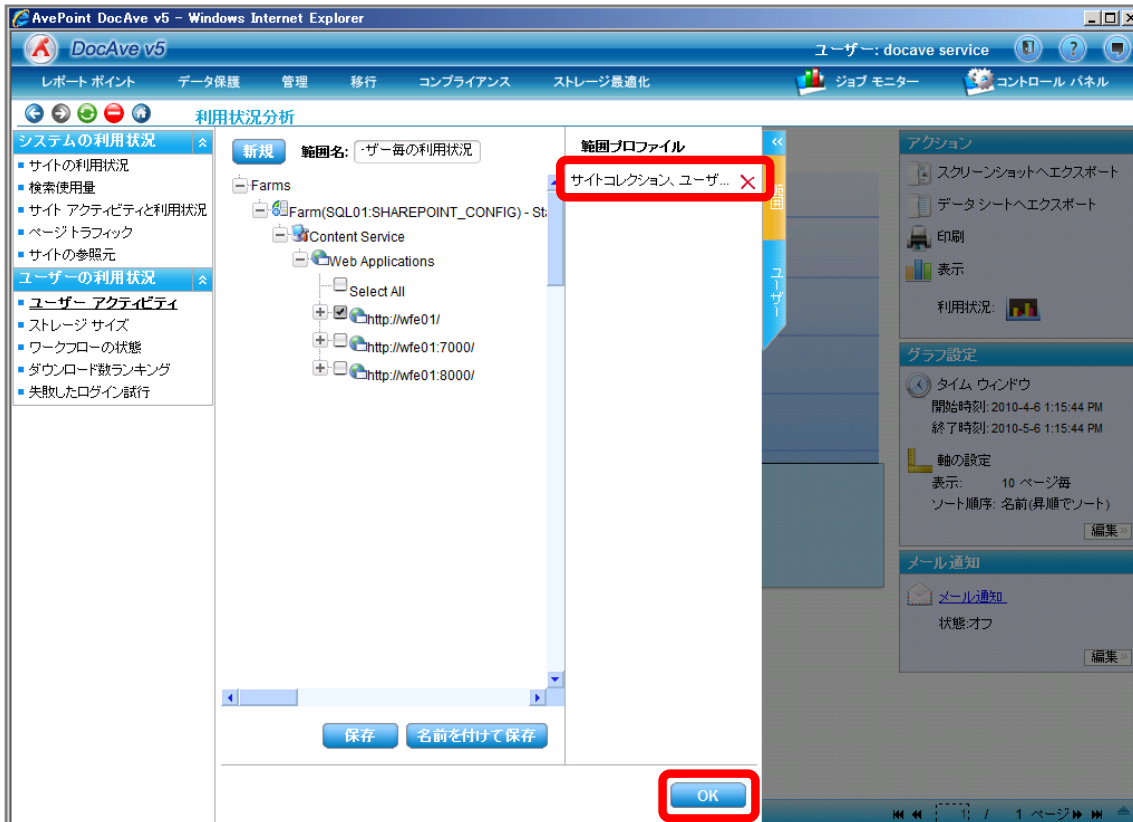 AvePoint DocAve v5 - Windows Internet Explorer
DocAve v5
ユーザー: docave service
レポート ポイント データ保護 管理 移行 コンプライアンス ストレージ最適化
ジョブ モニター コントロール パネル
利用状況分析
システムの利用状況
サイトの利用状況
検索使用量
サイト アクティビティと利用状況
ページトラフィック
サイトの参照元
ユーザーの利用状況
ユーザー アクティビティ
ストレージ サイズ
ワークフローの状態
ダウンロード数ランキング
失敗したログイン試行
新規 範囲名: ーザー毎の利用状況
Farms
Farm(SQL01:SHAREPOINT_CONFIG) - St
Content Service
Web Applications
Select All
http://wfe01/
http://wfe01:7000/
http://wfe01:8000/
保存 名前を付けて保存
範囲プロファイル
サイトコレクション、ユーザ...
OK
範囲
ユーザー
アクション
スクリーンショットへエクスポート
データ シートへエクスポート
印刷
表示
利用状況:
グラフ設定
タイム ウィンドウ
開始時刻: 2010-4-6 1:15:44 PM
終了時刻: 2010-5-6 1:15:44 PM
軸の設定
表示: 10 ページ毎
ソート順序: 名前(昇順でソート)
編集
メール通知
メール通知
状態:オフ
編集
1 / 1 ページ